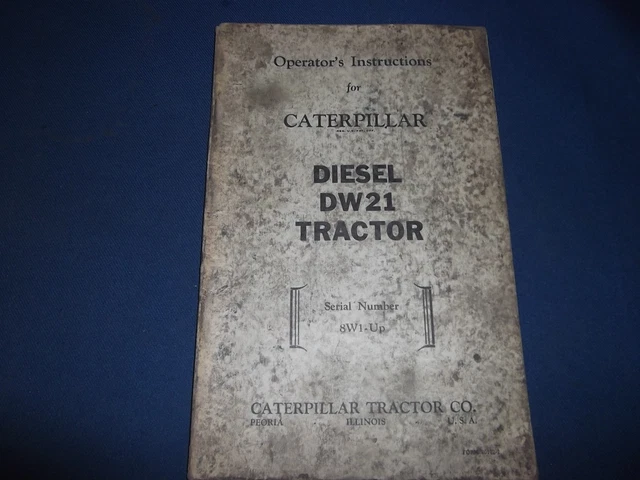 Operator's Instructions
for
CATERPILLAR
DIESEL
DW21
TRACTOR
Serial Number
8W1-Up
CATERPILLAR TRACTOR CO.
PEORIA ILLINOIS U.S.A.